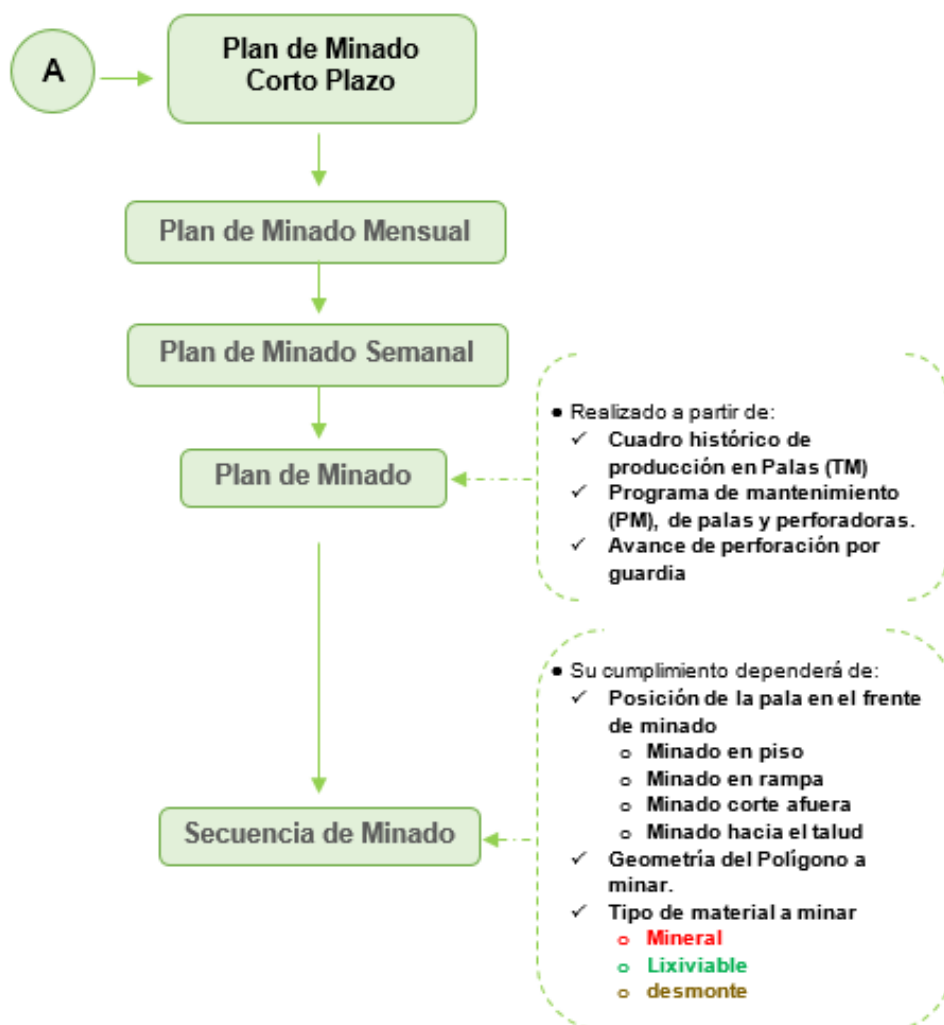 A
Plan de Minado
Corto Plazo
Plan de Minado Mensual
Plan de Minado Semanal
Plan de Minado
● Realizado a partir de:
✓ Cuadro histórico de
producción en Palas (TM)
✓ Programa de mantenimiento
(PM), de palas y perforadoras.
✓ Avance de perforación por
guardia
Secuencia de Minado
● Su cumplimiento dependerá de:
✓ Posición de la pala en el frente
de minado
o Minado en piso
o Minado en rampa
o Minado corte afuera
o Minado hacia el talud
✓ Geometría del Polígono a
minar.
✓ Tipo de material a minar
o Mineral
o Lixiviable
o desmonte